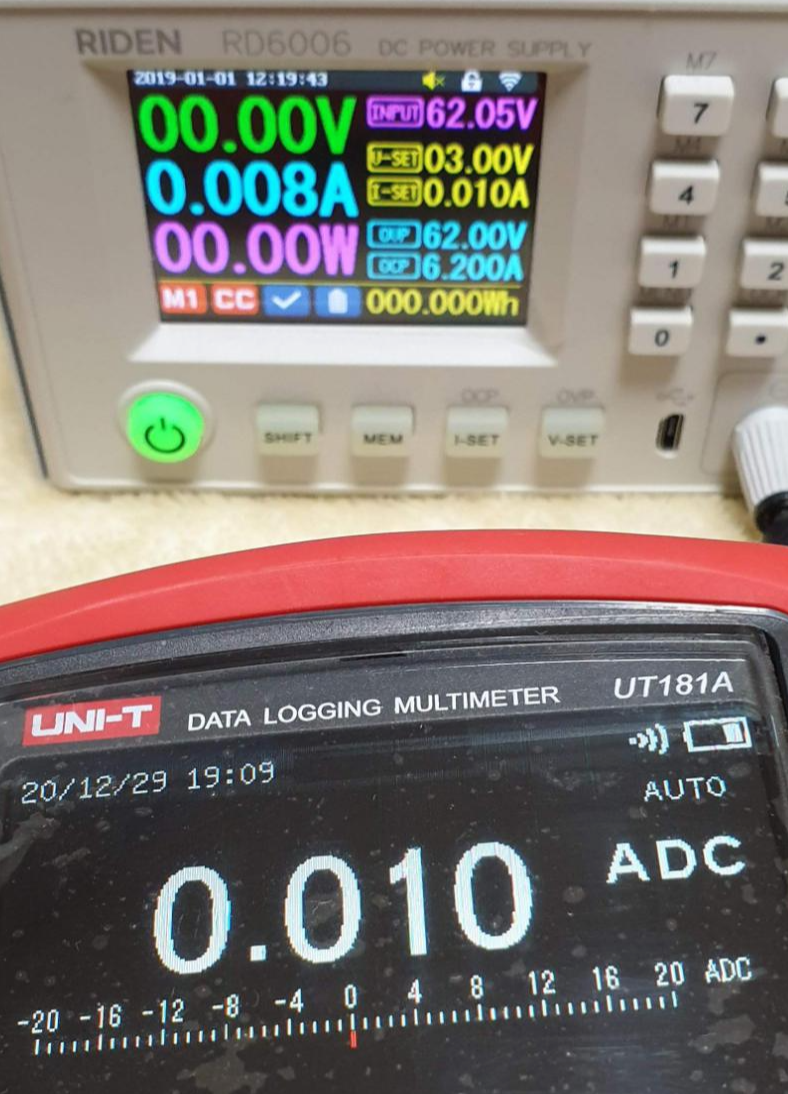 RIDEN RD6006 DC POWER SUPPLY
2019-01-01 12:19:43
00.00V
INPUT 62.05V
V-SET 03.00V
0.008A
I-SET 0.010A
00.00W
OVP 62.00V
OCP 6.200A
M1 CC 000.000Wh
M7
7
4
1
2
0
SHIFT
MEM
OCP
I-SET
OVP
V-SET
UNI-T DATA LOGGING MULTIMETER UT181A
20/12/29 19:09
AUTO
0.010 ADC
-20 -16 -12 -8 -4 0 4 8 12 16 20 ADC